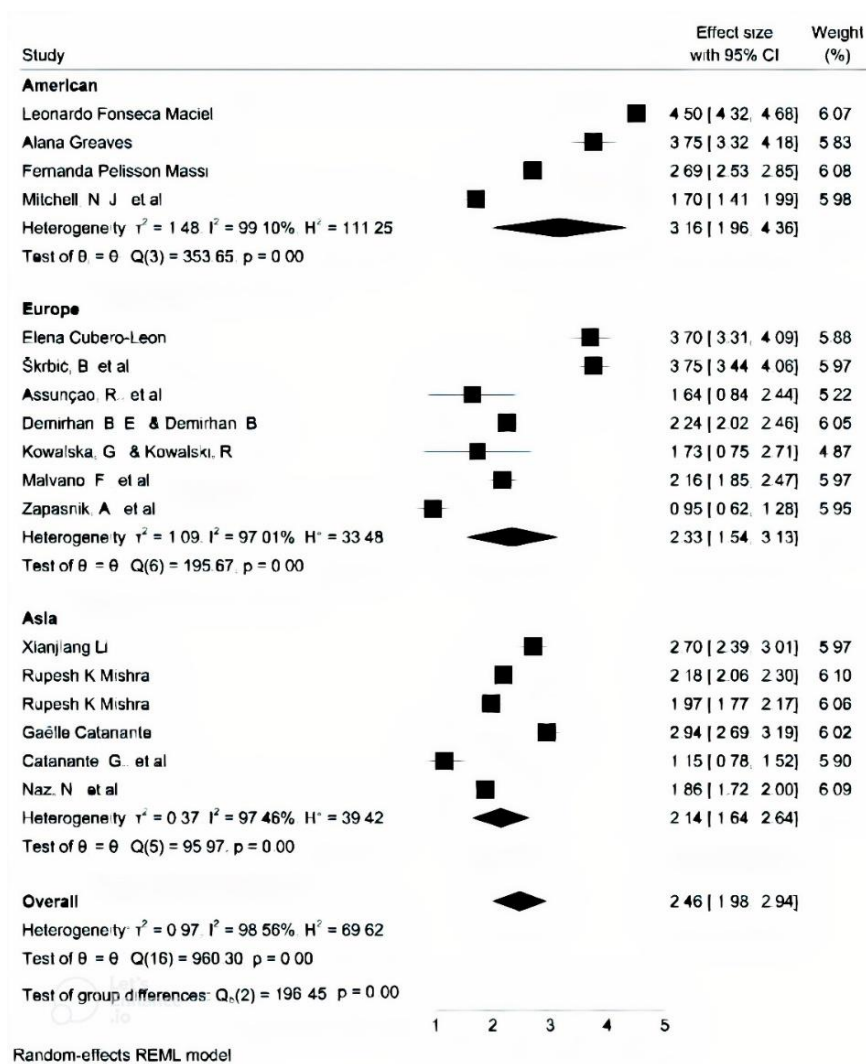 Effect size Weight
Study with 95% CI (%)
American
Leonardo Fonseca Maciel 4 50 [ 4 32, 4 68] 6 07
Alana Greaves 3 75 [ 3 32 4 18] 5 83
Fernanda Pelisson Massi 2 69 [ 2 53 2 85] 6 08
Mitchell, N J et al 1 70 [ 1 41 1 99] 5 98
Heterogeneity τ² = 1 48, I² = 99 10%, H² = 111 25 3 16 [ 1 96, 4 36]
Test of θ, = θ Q(3) = 353 65, p = 0 00
Europe
Elena Cubero-Leon 3 70 [ 3 31, 4 09] 5 88
Škrbić, B et al 3 75 [ 3 44 4 06] 5 97
Assunçao, R. et al 1 64 [ 0 84 2 44] 5 22
Demirhan B E & Demirhan B 2 24 [ 2 02 2 46] 6 05
Kowalska, G & Kowalski, R 1 73 [ 0 75 2 71] 4 87
Malvano F et al 2 16 [ 1 85 2 47] 5 97
Zapasnik, A et al 0 95 [ 0 62 1 28] 5 95
Heterogeneity τ² = 1 09, I² = 97 01% H² = 33 48 2 33 [ 1 54 3 13]
Test of θ = θ Q(6) = 195.67, p = 0 00
Asia
Xianjiang Li 2 70 [ 2 39 3 01] 5 97
Rupesh K Mishra 2 18 [ 2 06 2 30] 6 10
Rupesh K Mishra 1 97 [ 1 77 2 17] 6 06
Gaëlle Catanante 2 94 [ 2 69 3 19] 6 02
Catanante G.. et al 1 15 [ 0 78, 1 52] 5 90
Naz. N et al 1 86 [ 1 72 2 00] 6 09
Heterogeneity τ² = 0 37 I² = 97 46% H² = 39 42 2 14 [ 1 64 2 64]
Test of θ = θ Q(5) = 95 97, p = 0 00
Overall 2 46 [ 1 98 2 94]
Heterogeneity: τ² = 0 97 I² = 98 56%, H² = 69 62
Test of θ = θ Q(16) = 960 30 p = 0 00
Test of group differences: Qb(2) = 196 45 p = 0 00
1 2 3 4 5
Random-effects REML model